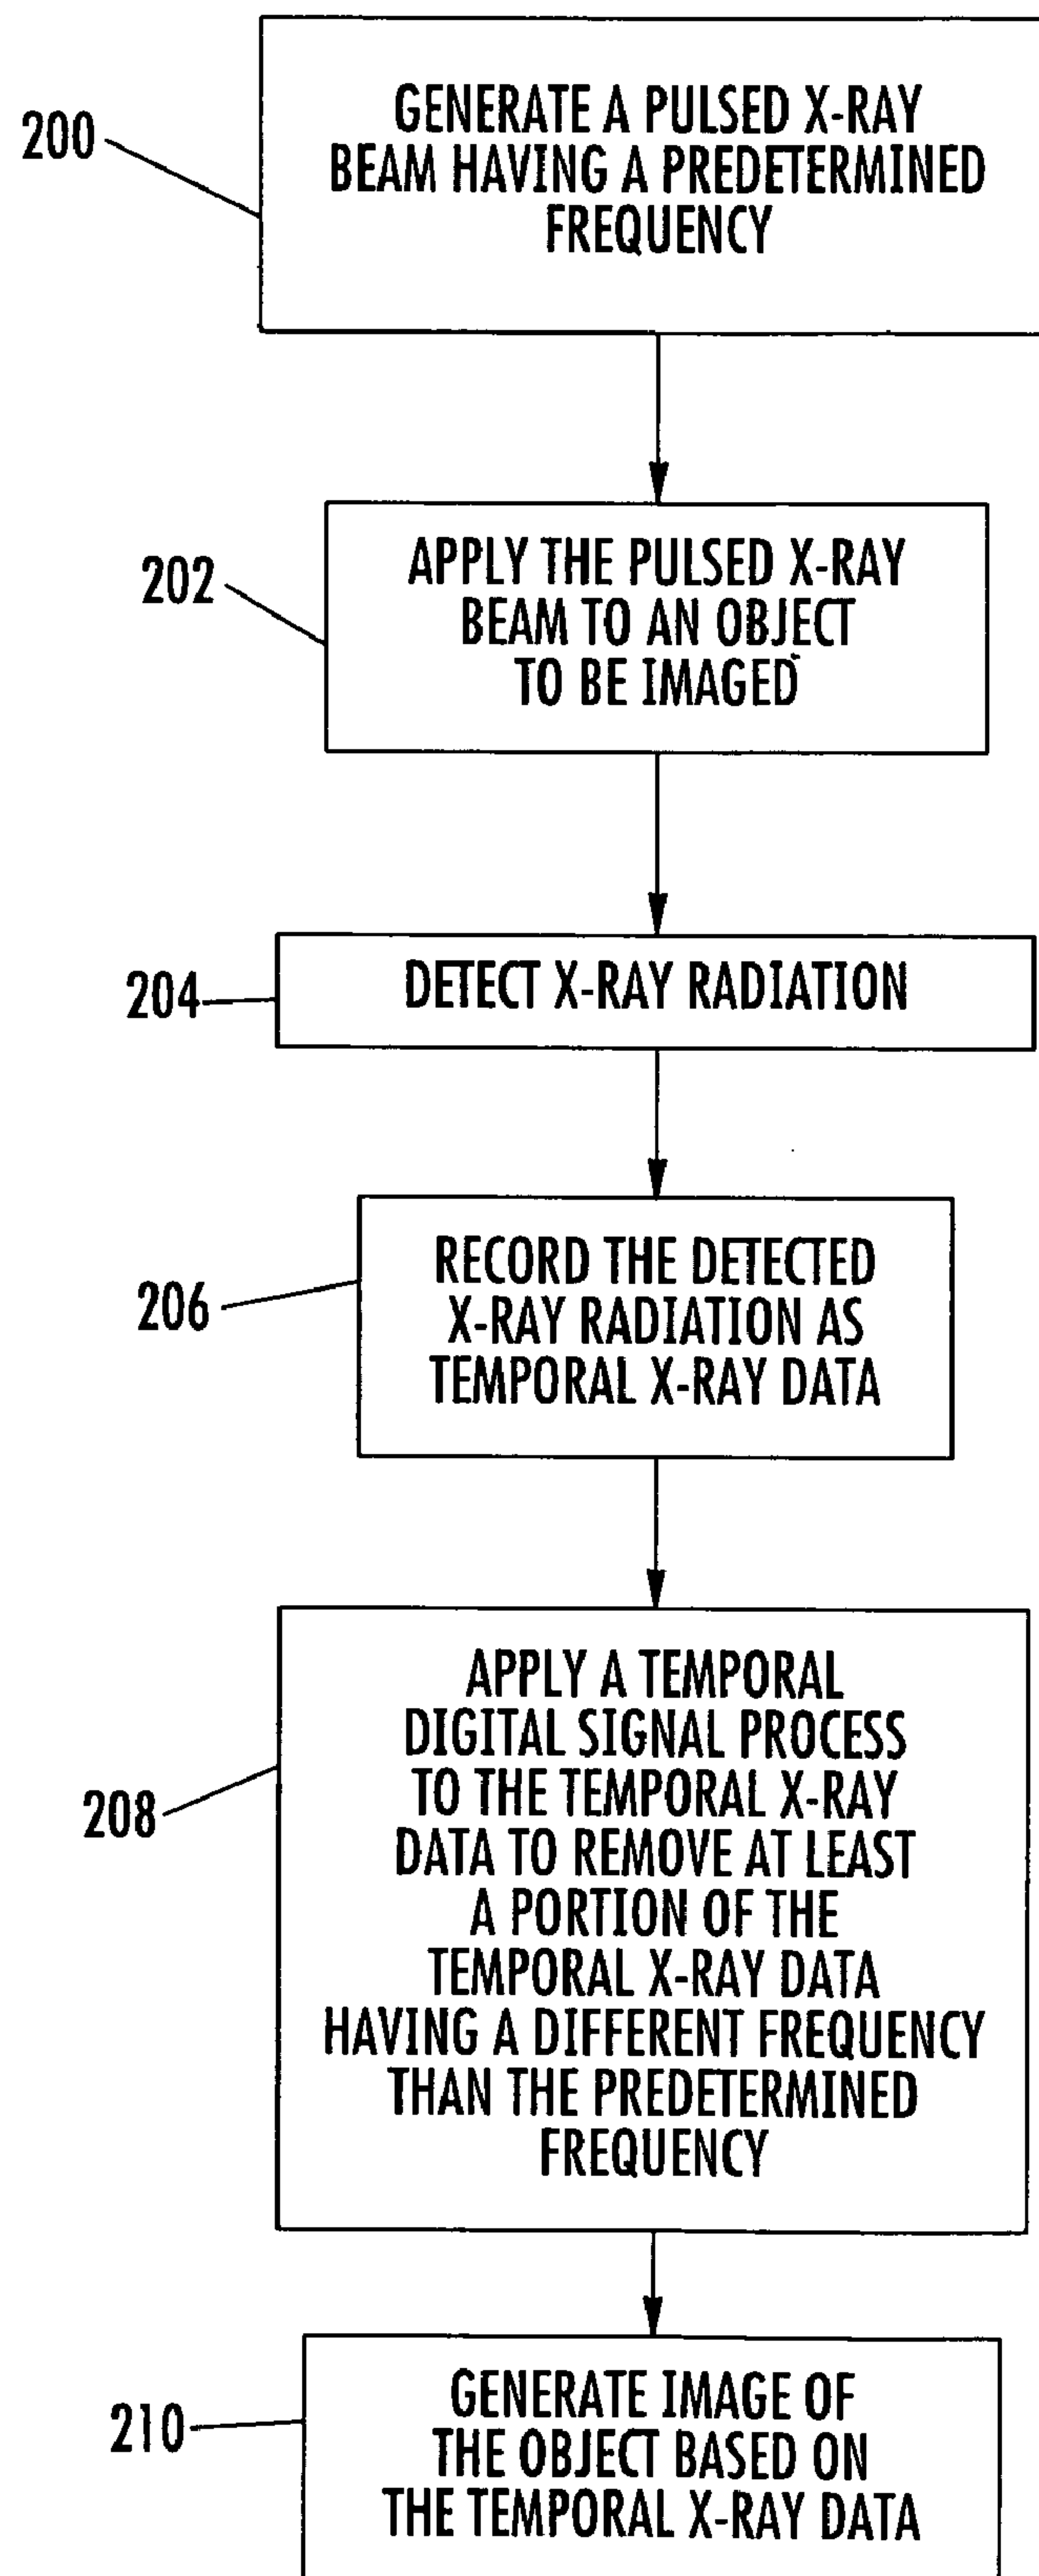 200
GENERATE A PULSED X-RAY
BEAM HAVING A PREDETERMINED
FREQUENCY
202
APPLY THE PULSED X-RAY
BEAM TO AN OBJECT
TO BE IMAGED
204
DETECT X-RAY RADIATION
206
RECORD THE DETECTED
X-RAY RADIATION AS
TEMPORAL X-RAY DATA
208
APPLY A TEMPORAL
DIGITAL SIGNAL PROCESS
TO THE TEMPORAL X-RAY
DATA TO REMOVE AT LEAST
A PORTION OF THE
TEMPORAL X-RAY DATA
HAVING A DIFFERENT FREQUENCY
THAN THE PREDETERMINED
FREQUENCY
210
GENERATE IMAGE OF
THE OBJECT BASED ON
THE TEMPORAL X-RAY DATA